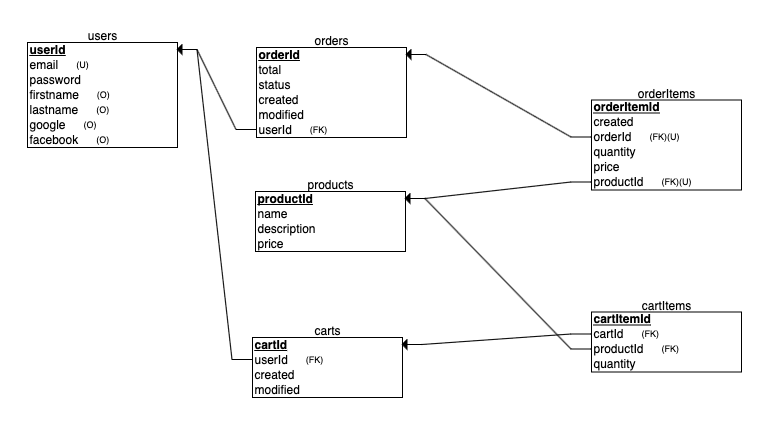 users
userId
email (U)
password
firstname (O)
lastname (O)
google (O)
facebook (O)
orders
orderId
total
status
created
modified
userId (FK)
orderItems
orderItemId
created
orderId (FK)(U)
quantity
price
productId (FK)(U)
products
productId
name
description
price
carts
cartId
userId (FK)
created
modified
cartItems
cartItemId
cartId (FK)
productId (FK)
quantity